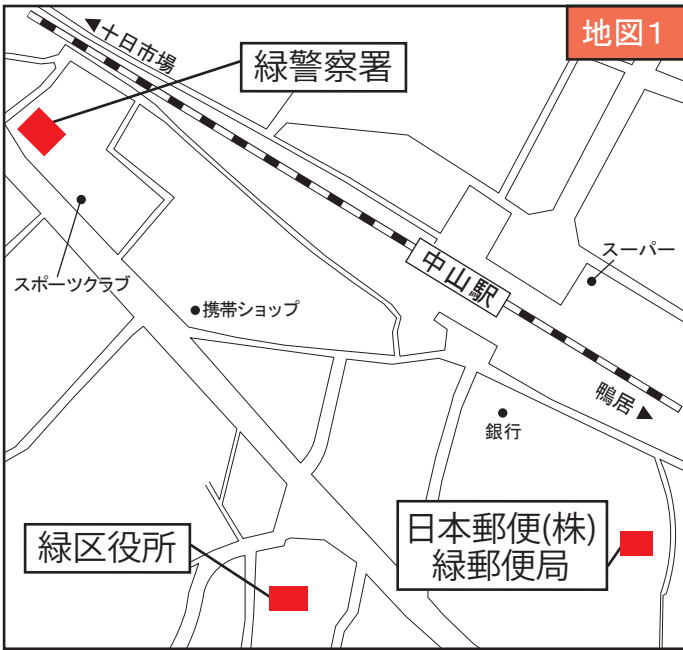 地図1
十日市場
緑警察署
スーパー
中山駅
スポーツクラブ
携帯ショップ
鴨居
銀行
日本郵便(株)
緑郵便局
緑区役所